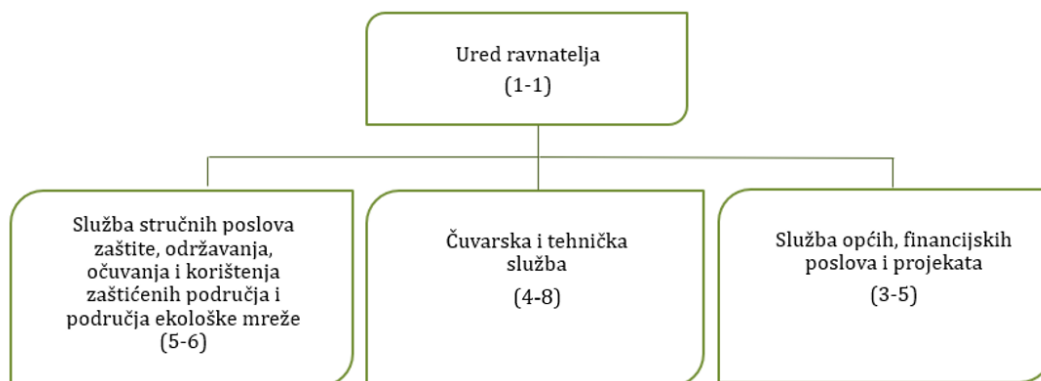 Ured ravnatelja
(1-1)
Služba stručnih poslova
zaštite, održavanja,
očuvanja i korištenja
zaštićenih područja i
područja ekološke mreže
(5-6)
Čuvarska i tehnička
služba
(4-8)
Služba općih, financijskih
poslova i projekata
(3-5)